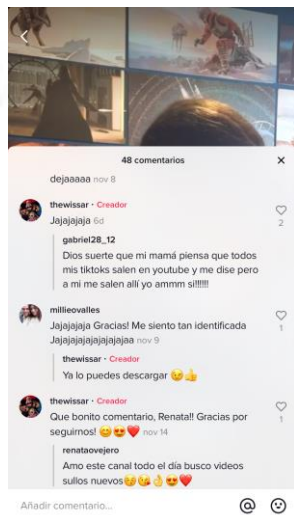 48 comentarios
dejaaaaa nov 8
thewissar · Creador
Jajajajaja 6d
2
gabriel28_12
Dios suerte que mi mamá piensa que todos
mis tiktoks salen en youtube y me dise pero
a mi me salen allí yo ammm si!!!!!!
millieovalles
Jajajajaja Gracias! Me siento tan identificada
Jajajajajajajajajajaa nov 9
1
thewissar · Creador
Ya lo puedes descargar 😉👍
thewissar · Creador
Que bonito comentario, Renata!! Gracias por
seguirnos! 😊😍❤️ nov 14
1
renataovejero
Amo este canal todo el día busco videos
sullos nuevos😚😘👌😍❤️
Añadir comentario...